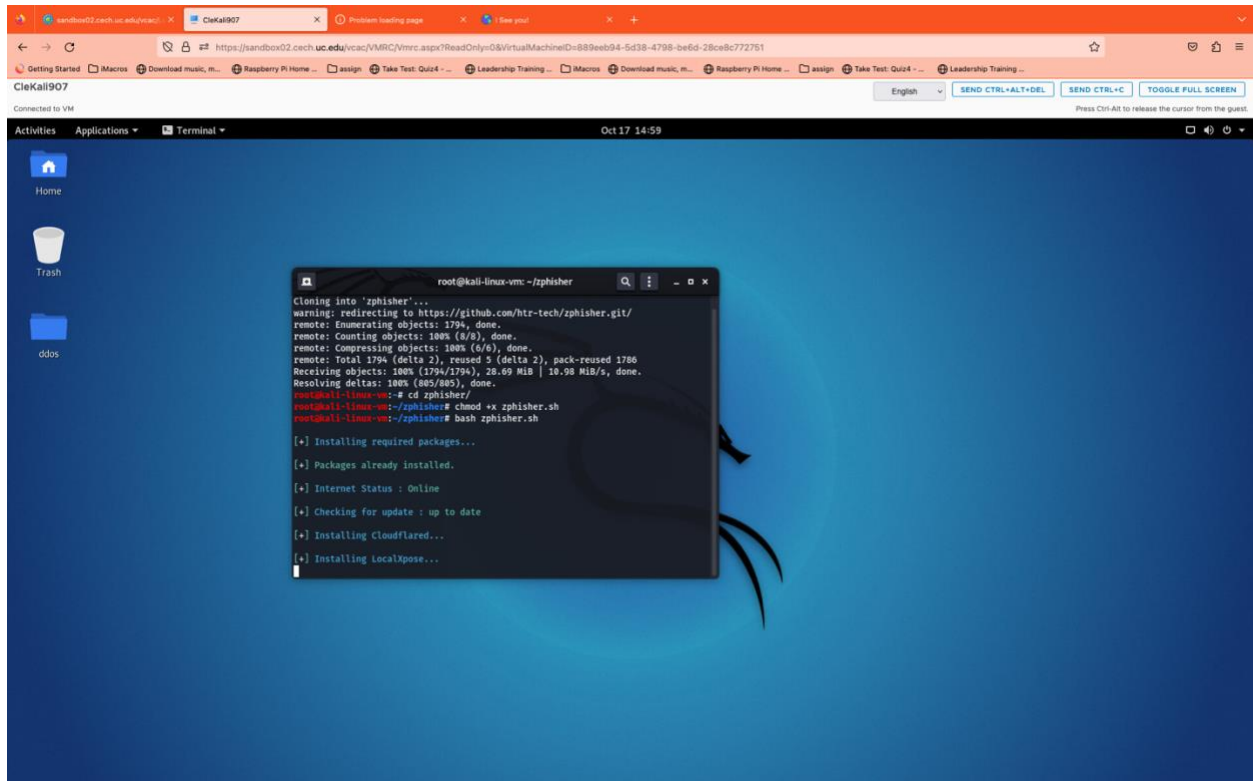 sandbox02.cech.uc.edu/vcac/
CleKali907
Problem loading page
I See you!
https://sandbox02.cech.uc.edu/vcac/VMRC/Vmrc.aspx?ReadOnly=0&VirtualMachineID=889eeb94-5d38-4798-be6d-28ce8c772751
Getting Started iMacros Download music, m... Raspberry Pi Home ... assign Take Test: Quiz4 - ... Leadership Training ... iMacros Download music, m... Raspberry Pi Home ... assign Take Test: Quiz4 - ... Leadership Training ...
CleKali907
English SEND CTRL+ALT+DEL SEND CTRL+C TOGGLE FULL SCREEN
Connected to VM
Press Ctrl-Alt to release the cursor from the guest.
Activities Applications Terminal Oct 17 14:59
Home
Trash
ddos
root@kali-linux-vm: ~/zphisher
Cloning into 'zphisher'...
warning: redirecting to https://github.com/htr-tech/zphisher.git/
remote: Enumerating objects: 1794, done.
remote: Counting objects: 100% (8/8), done.
remote: Compressing objects: 100% (6/6), done.
remote: Total 1794 (delta 2), reused 5 (delta 2), pack-reused 1786
Receiving objects: 100% (1794/1794), 28.69 MiB | 10.98 MiB/s, done.
Resolving deltas: 100% (805/805), done.
root@kali-linux-vm:~# cd zphisher/
root@kali-linux-vm:~/zphisher# chmod +x zphisher.sh
root@kali-linux-vm:~/zphisher# bash zphisher.sh
[+] Installing required packages...
[+] Packages already installed.
[+] Internet Status : Online
[+] Checking for update : up to date
[+] Installing Cloudflared...
[+] Installing LocalXpose...